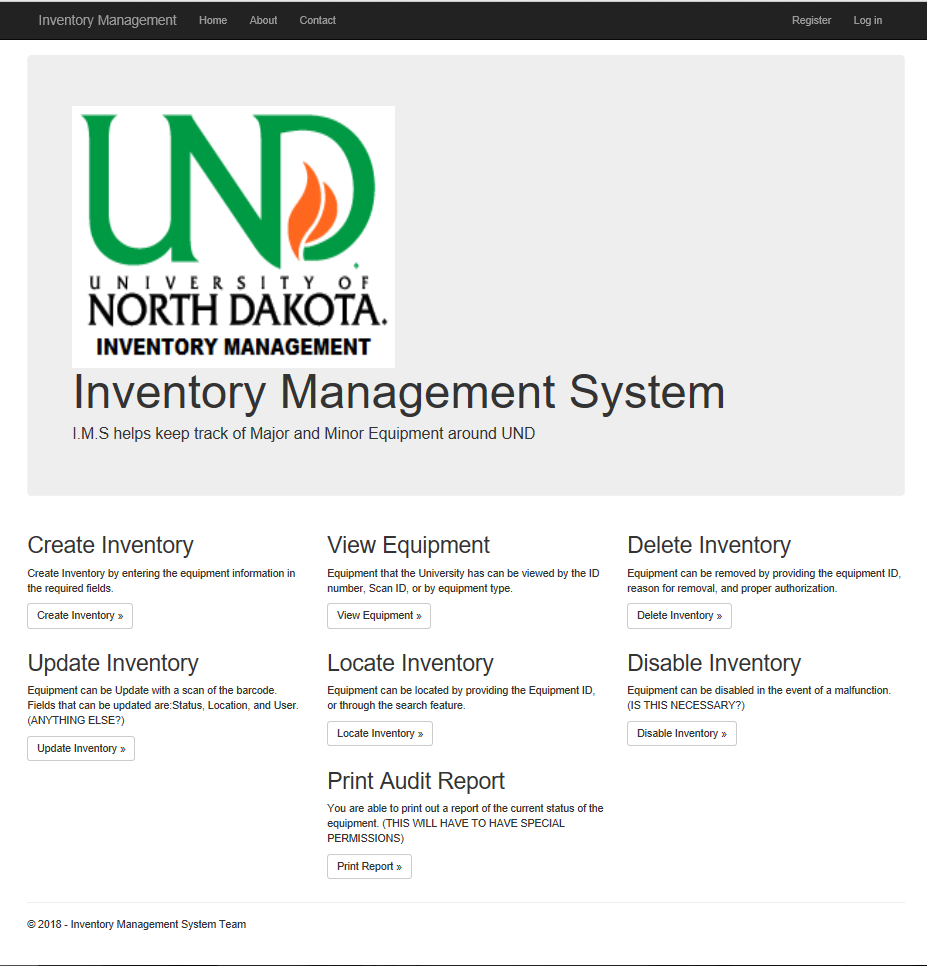 Inventory Management Home About Contact Register Log in
UND
UNIVERSITY OF
NORTH DAKOTA.
INVENTORY MANAGEMENT
Inventory Management System
I.M.S helps keep track of Major and Minor Equipment around UND
Create Inventory
Create Inventory by entering the equipment information in
the required fields.
Create Inventory »
View Equipment
Equipment that the University has can be viewed by the ID
number, Scan ID, or by equipment type.
View Equipment »
Delete Inventory
Equipment can be removed by providing the equipment ID,
reason for removal, and proper authorization.
Delete Inventory »
Update Inventory
Equipment can be Update with a scan of the barcode.
Fields that can be updated are:Status, Location, and User.
(ANYTHING ELSE?)
Update Inventory »
Locate Inventory
Equipment can be located by providing the Equipment ID,
or through the search feature.
Locate Inventory »
Disable Inventory
Equipment can be disabled in the event of a malfunction.
(IS THIS NECESSARY?)
Disable Inventory »
Print Audit Report
You are able to print out a report of the current status of the
equipment. (THIS WILL HAVE TO HAVE SPECIAL
PERMISSIONS)
Print Report »
© 2018 - Inventory Management System Team